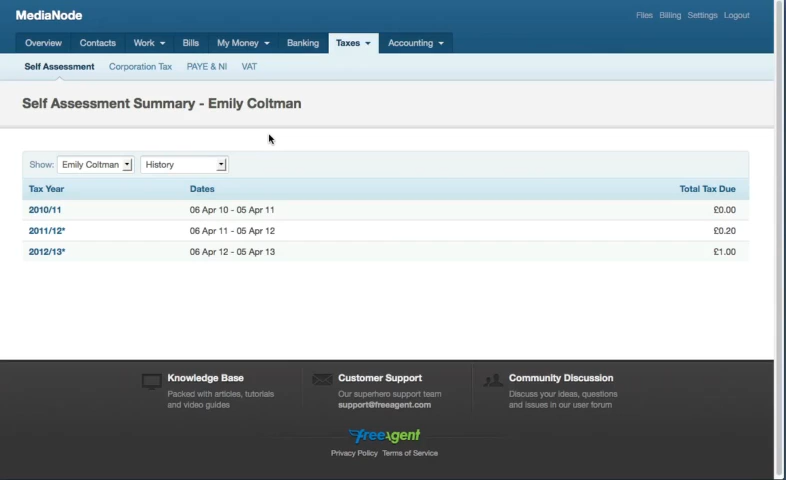 MediaNode
Files Billing Settings Logout
Overview Contacts Work Bills My Money Banking Taxes Accounting
Self Assessment Corporation Tax PAYE & NI VAT
Self Assessment Summary - Emily Coltman
Show: Emily Coltman History
Tax Year Dates Total Tax Due
2010/11 06 Apr 10 - 05 Apr 11 £0.00
2011/12* 06 Apr 11 - 05 Apr 12 £0.20
2012/13* 06 Apr 12 - 05 Apr 13 £1.00
Knowledge Base Customer Support Community Discussion
Packed with articles, tutorials Our superhero support team Discuss your ideas, questions
and video guides support@freeagent.com and issues in our user forum
freeAgent
Privacy Policy Terms of Service